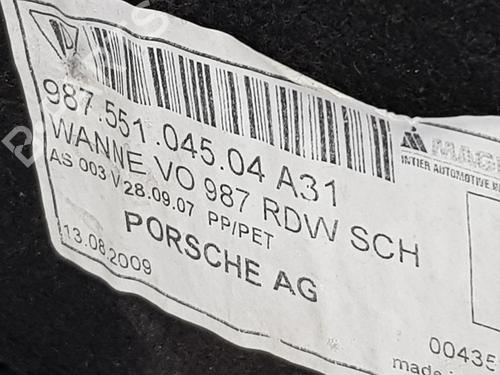 987.551.045.04 A31
WANNE VO 987 RDW SCH
AS 003 V 28.09.07 PP/PET
PORSCHE AG
13.08.2009
INTIER AUTOMOTIVE
00435
made